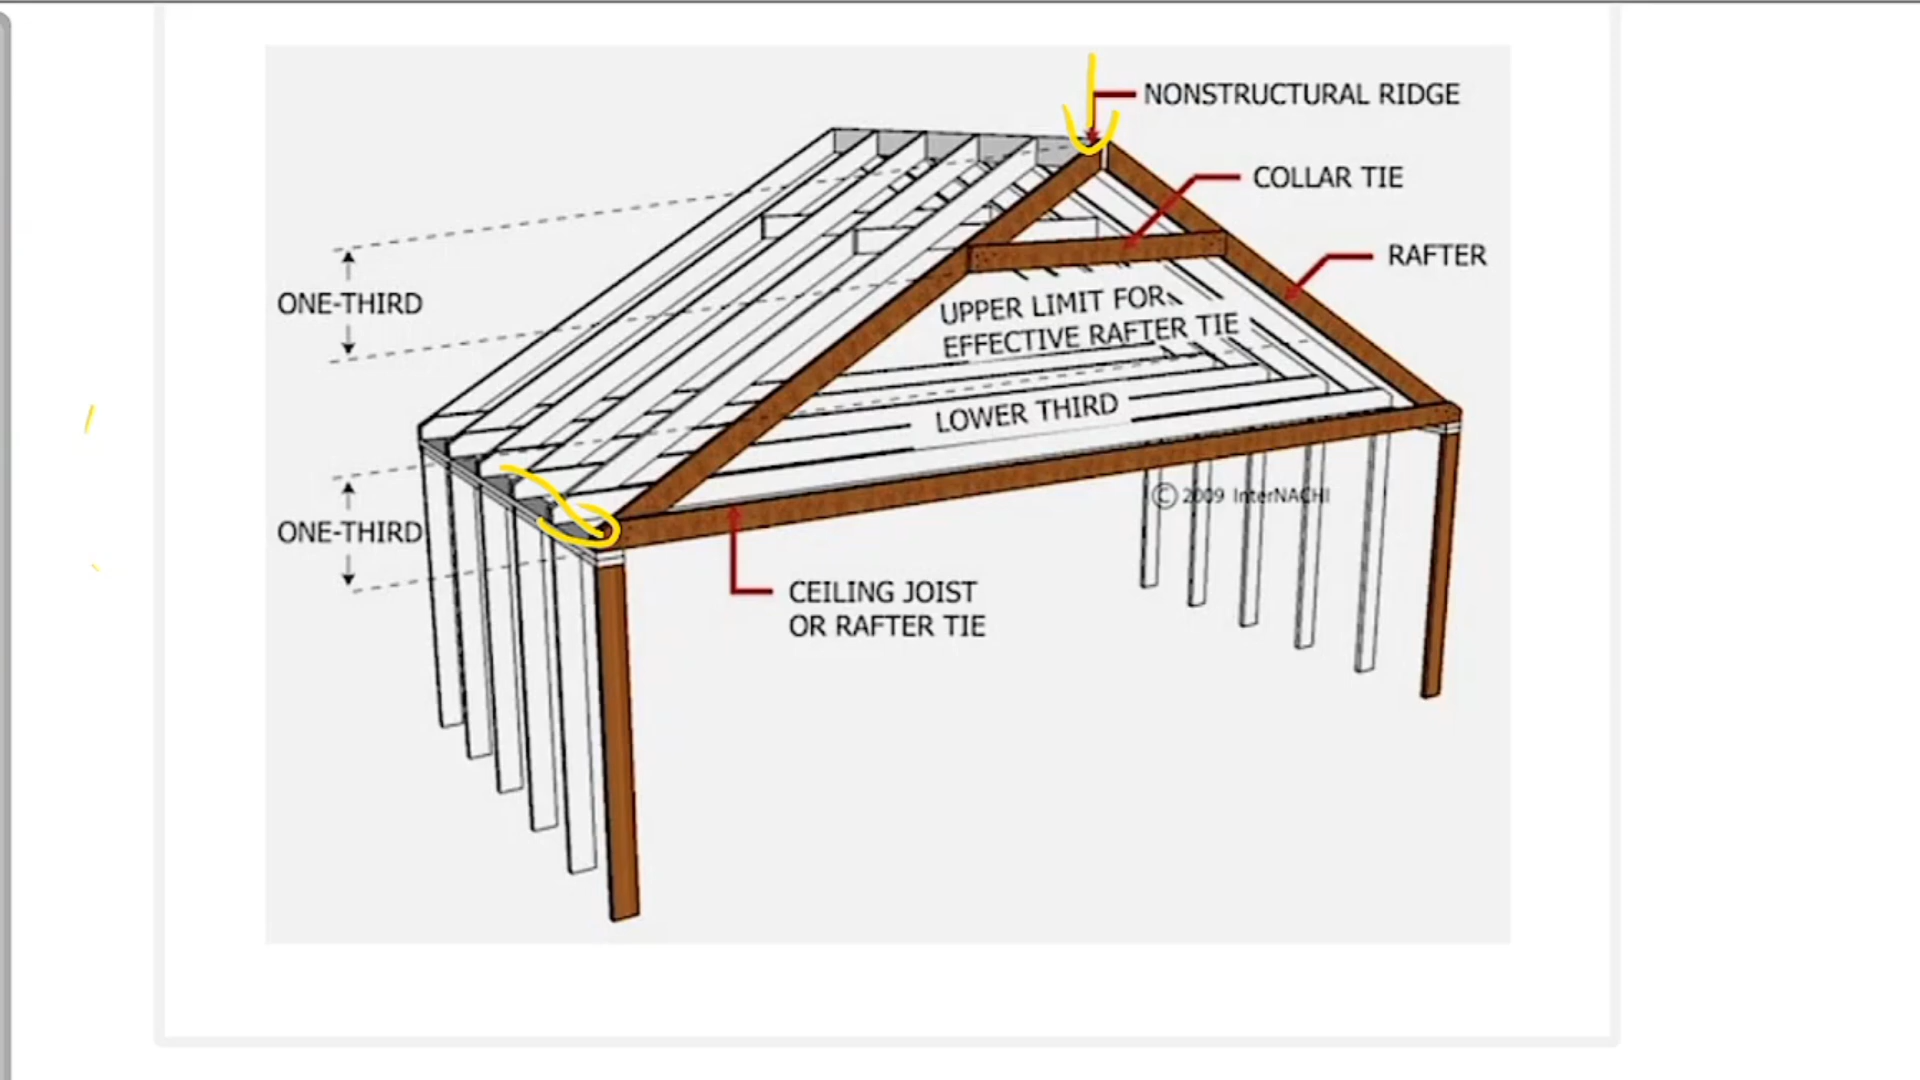 NONSTRUCTURAL RIDGE
COLLAR TIE
RAFTER
ONE-THIRD
UPPER LIMIT FOR
EFFECTIVE RAFTER TIE
LOWER THIRD
© 2009 InterNACHI
ONE-THIRD
CEILING JOIST
OR RAFTER TIE